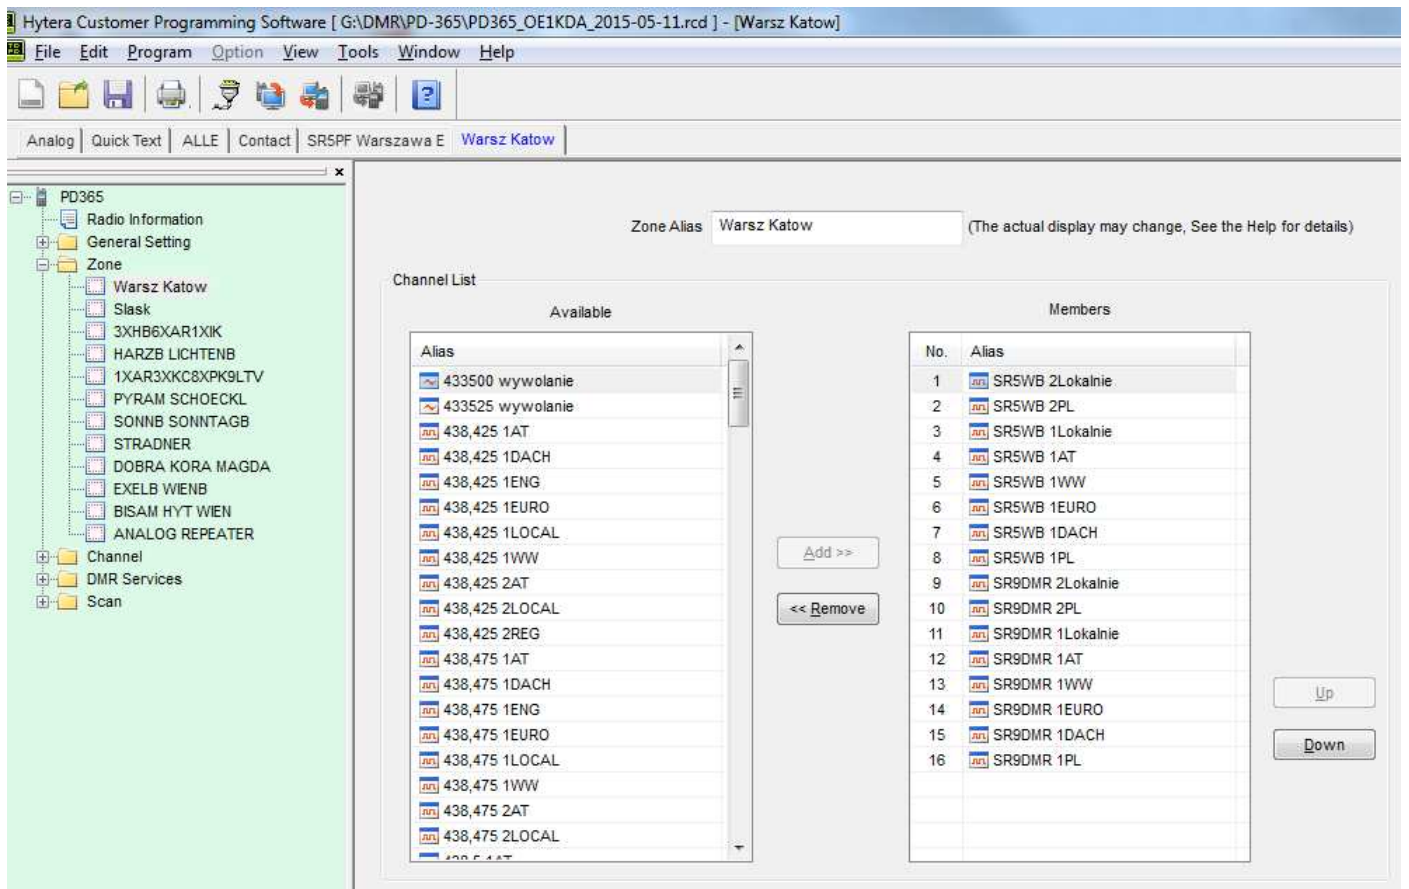 Hytera Customer Programming Software [ G:\DMR\PD-365\PD365_OE1KDA_2015-05-11.rcd ] - [Warsz Katow]
File Edit Program Option View Tools Window Help
Analog Quick Text ALLE Contact SR5PF Warszawa E Warsz Katow
x
PD365
Radio Information
General Setting
Zone
Warsz Katow
Slask
3XHB6XAR1XIK
HARZB LICHTENB
1XAR3XKC8XPK9LTV
PYRAM SCHOECKL
SONNB SONNTAGB
STRADNER
DOBRA KORA MAGDA
EXELB WIENB
BISAM HYT WIEN
ANALOG REPEATER
Channel
DMR Services
Scan
Zone Alias Warsz Katow (The actual display may change, See the Help for details)
Channel List
Available
Alias
433500 wywolanie
433525 wywolanie
438,425 1AT
438,425 1DACH
438,425 1ENG
438,425 1EURO
438,425 1LOCAL
438,425 1WW
438,425 2AT
438,425 2LOCAL
438,425 2REG
438,475 1AT
438,475 1DACH
438,475 1ENG
438,475 1EURO
438,475 1LOCAL
438,475 1WW
438,475 2AT
438,475 2LOCAL
Add >>
<< Remove
Members
No. Alias
1 SR5WB 2Lokalnie
2 SR5WB 2PL
3 SR5WB 1Lokalnie
4 SR5WB 1AT
5 SR5WB 1WW
6 SR5WB 1EURO
7 SR5WB 1DACH
8 SR5WB 1PL
9 SR9DMR 2Lokalnie
10 SR9DMR 2PL
11 SR9DMR 1Lokalnie
12 SR9DMR 1AT
13 SR9DMR 1WW
14 SR9DMR 1EURO
15 SR9DMR 1DACH
16 SR9DMR 1PL
Up
Down